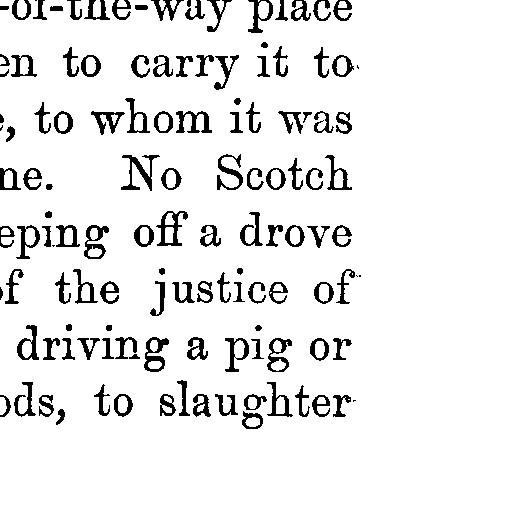 -of-the-way place
en to carry it to
e, to whom it was
ne. No Scotch
eping off a drove
of the justice of
driving a pig or
ods, to slaughter